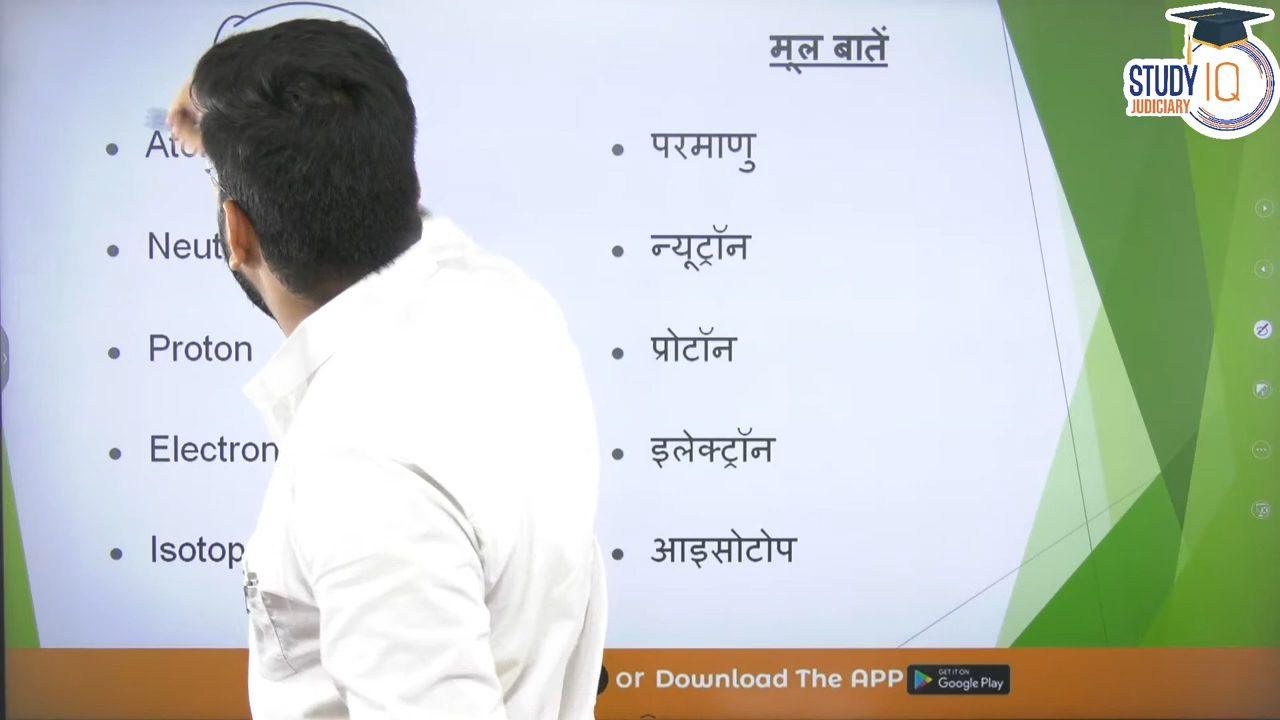 मूल बातें
STUDY IQ
JUDICIARY
• Proton
• Electron
• परमाणु
• न्यूट्रॉन
• प्रोटॉन
• इलेक्ट्रॉन
• आइसोटोप
or Download The APP
GET IT ON
Google Play